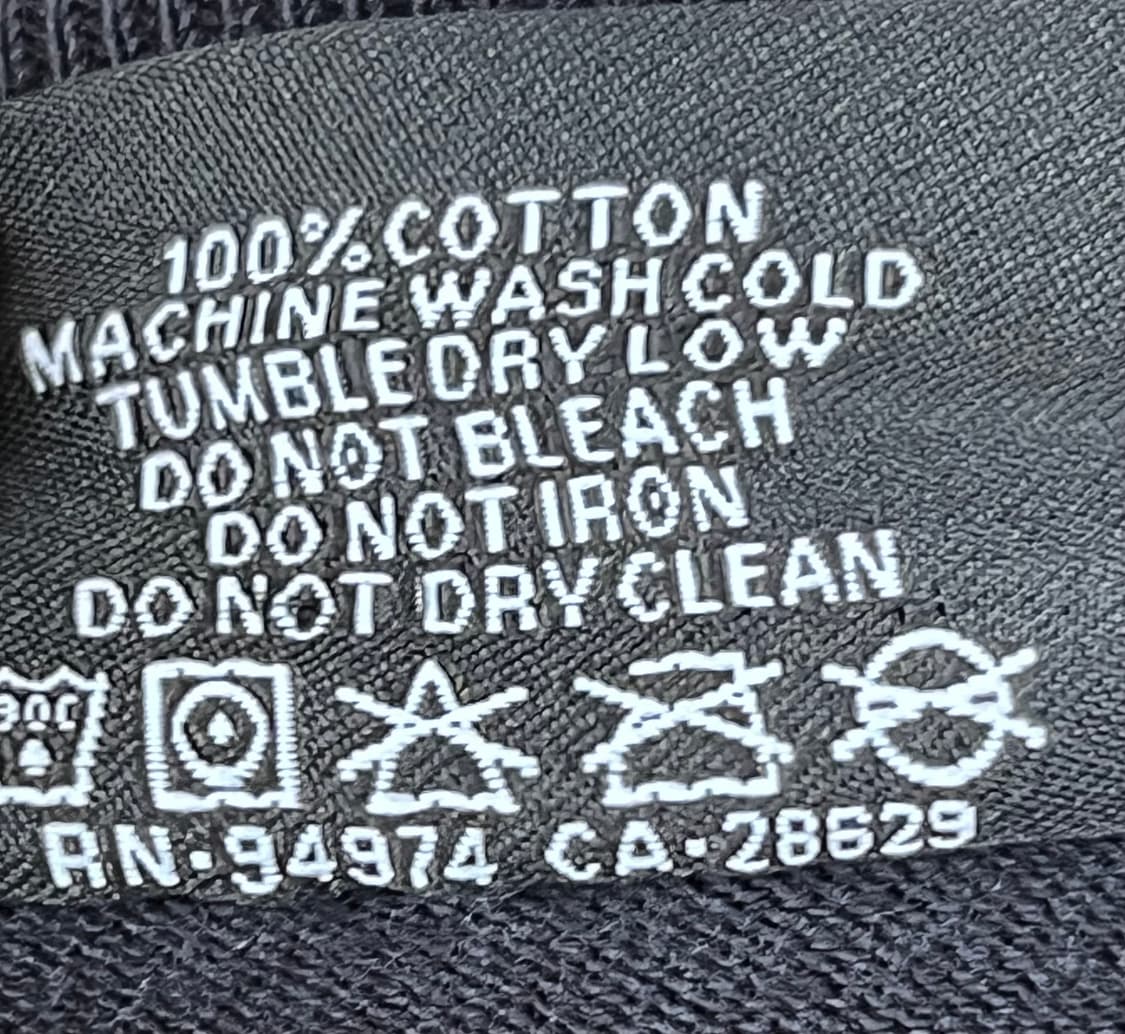 100% COTTON
MACHINE WASH COLD
TUMBLE DRY LOW
DO NOT BLEACH
DO NOT IRON
DO NOT DRY CLEAN
RN·94974 CA·28629